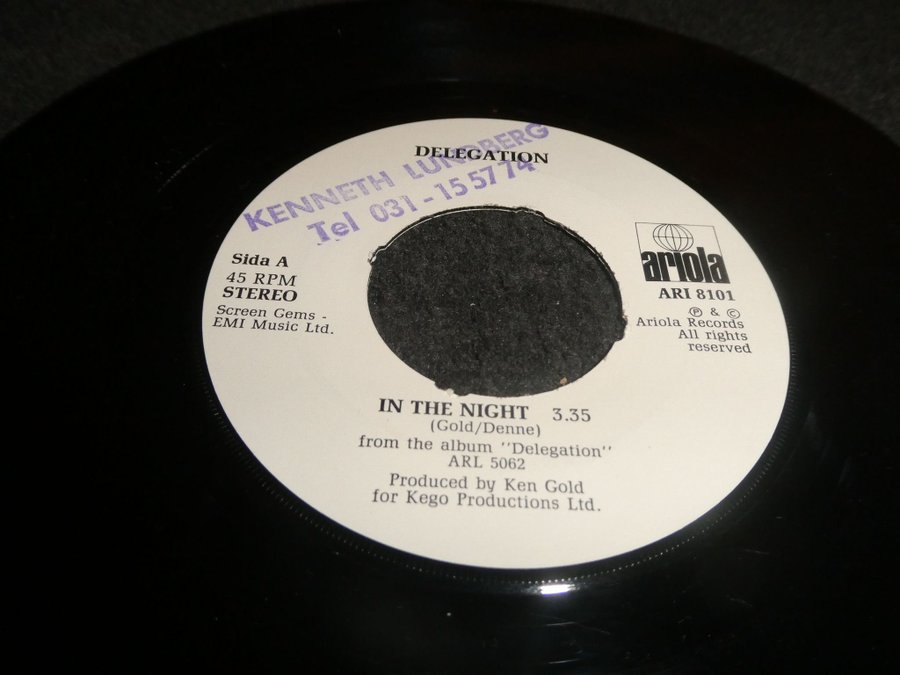 DELEGATION
KENNETH LUNDBERG
Tel 031-155774
Sida A
45 RPM
STEREO
Screen Gems -
EMI Music Ltd.
ariola
ARI 8101
Ⓟ & ©
Ariola Records
All rights
reserved
IN THE NIGHT 3.35
(Gold/Denne)
from the album "Delegation"
ARL 5062
Produced by Ken Gold
for Kego Productions Ltd.